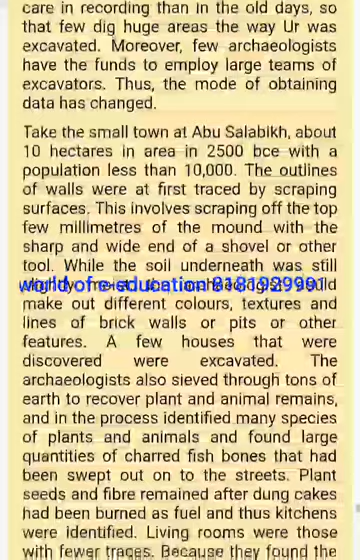 care in recording than in the old days, so
that few dig huge areas the way Ur was
excavated. Moreover, few archaeologists
have the funds to employ large teams of
excavators. Thus, the mode of obtaining
data has changed.
Take the small town at Abu Salabikh, about
10 hectares in area in 2500 bce with a
population less than 10,000. The outlines
of walls were at first traced by scraping
surfaces. This involves scraping off the top
few millimetres of the mound with the
sharp and wide end of a shovel or other
tool. While the soil underneath was still
world of e-education 8181929991
make out different colours, textures and
lines of brick walls or pits or other
features. A few houses that were
discovered were excavated. The
archaeologists also sieved through tons of
earth to recover plant and animal remains,
and in the process identified many species
of plants and animals and found large
quantities of charred fish bones that had
been swept out on to the streets. Plant
seeds and fibre remained after dung cakes
had been burned as fuel and thus kitchens
were identified. Living rooms were those
with fewer traces. Because they found the